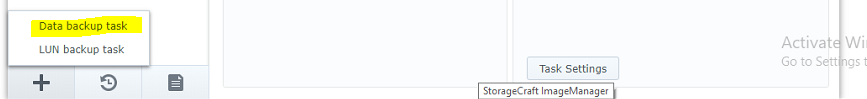 Data backup task
LUN backup task
Task Settings
StorageCraft ImageManager
Activate Wi
Go to Settings t